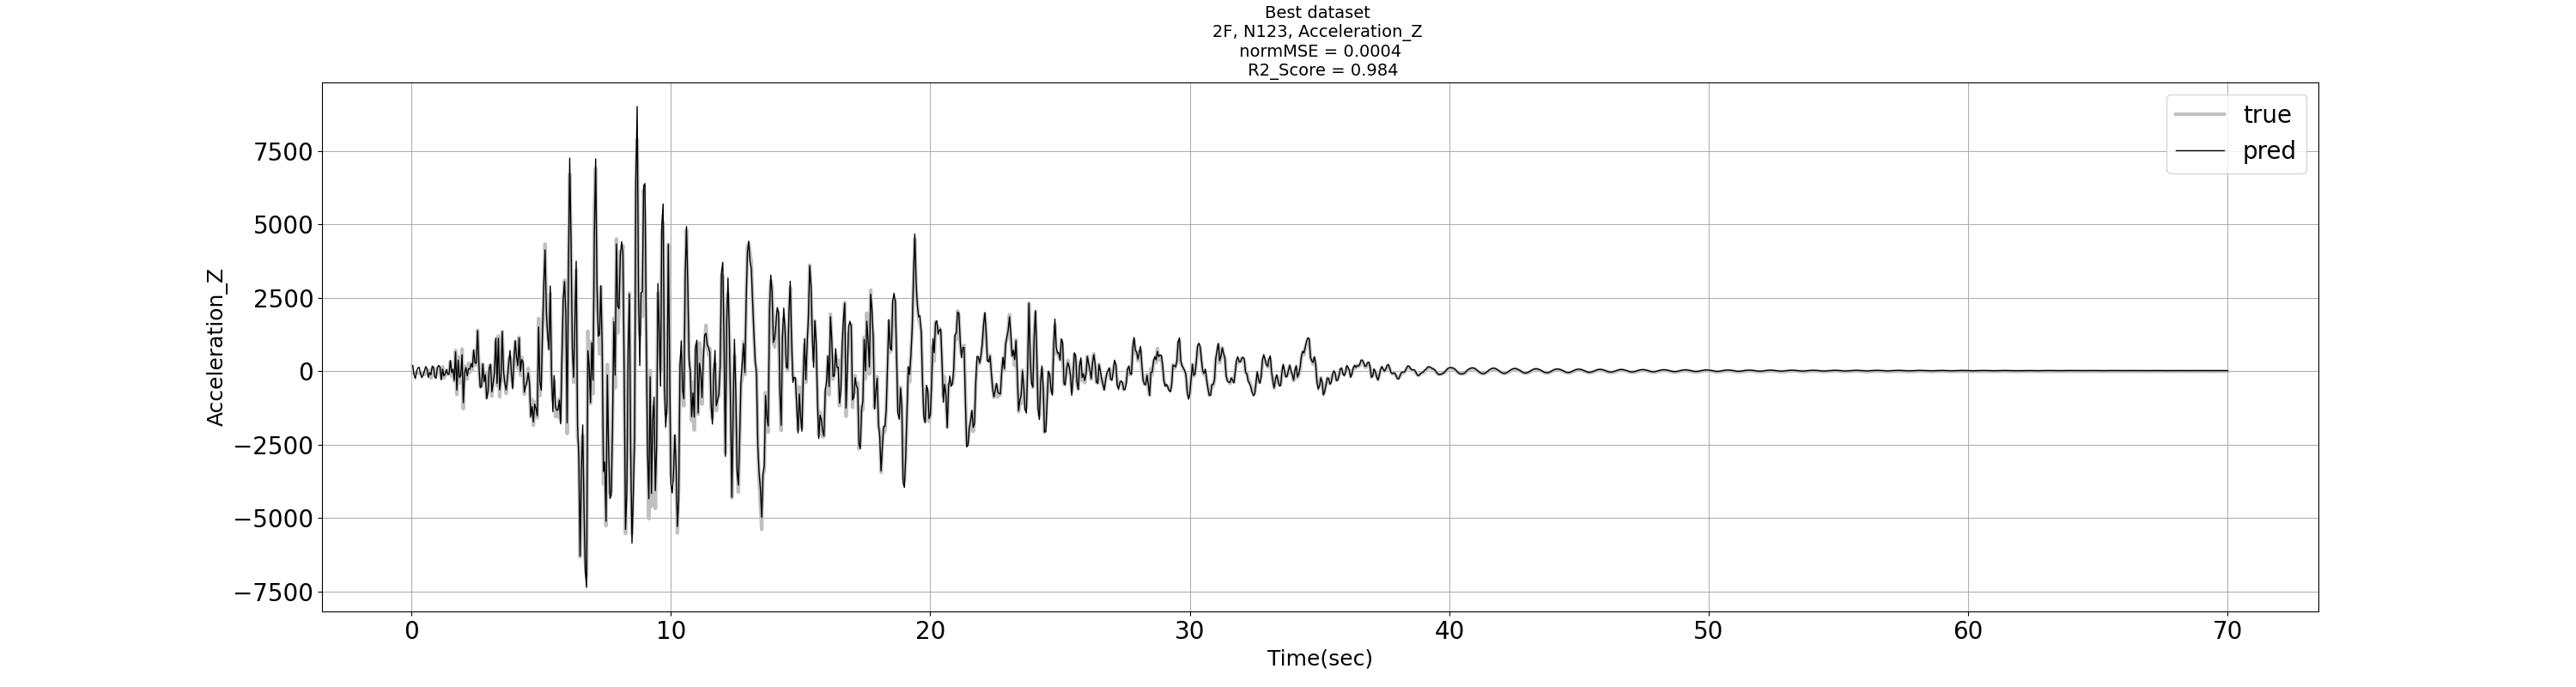 Best dataset
2F, N123, Acceleration_Z
normMSE = 0.0004
R2_Score = 0.984
true
pred
7500
5000
2500
0
−2500
−5000
−7500
Acceleration_Z
0 10 20 30 40 50 60 70
Time(sec)